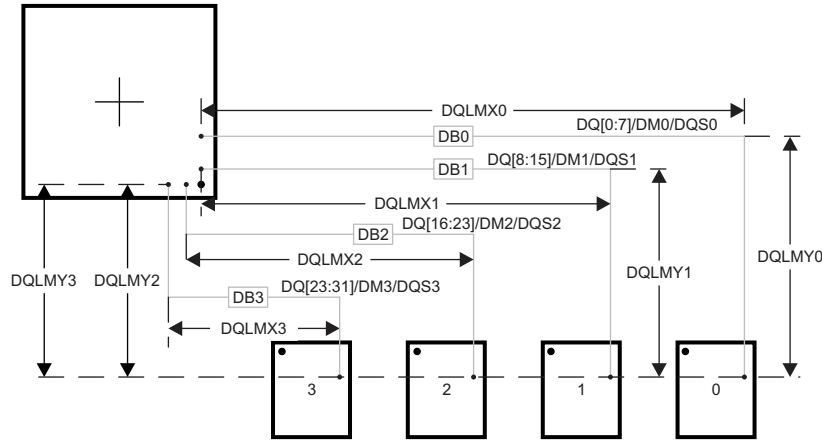 DQLMX0
DQ[0:7]/DM0/DQS0
DB0
DQ[8:15]/DM1/DQS1
DB1
DQLMX1
DQ[16:23]/DM2/DQS2
DB2
DQLMX2
DQLMY0
DQLMY3
DQLMY2
DQLMY1
DQ[23:31]/DM3/DQS3
DB3
DQLMX3
3
2
1
0